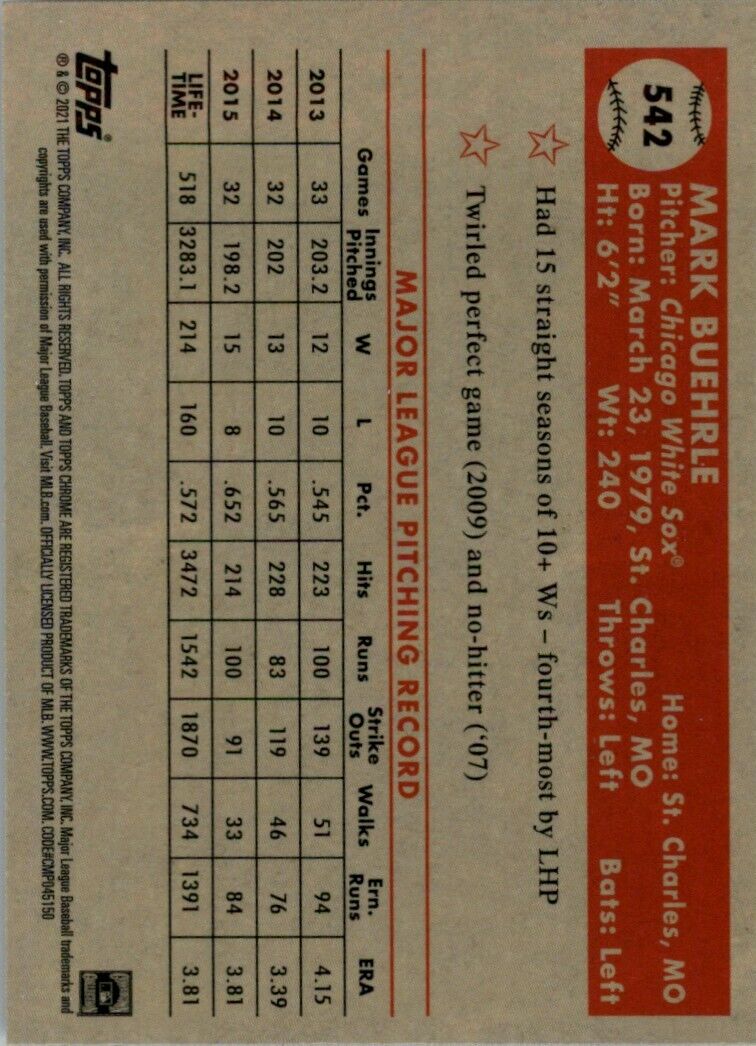 542
MARK BUEHRLE
Pitcher: Chicago White Sox® Home: St. Charles, MO
Born: March 23, 1979, St. Charles, MO
Ht: 6'2" Wt: 240 Throws: Left Bats: Left
Had 15 straight seasons of 10+ Ws – fourth-most by LHP
Twirled perfect game (2009) and no-hitter ('07)
MAJOR LEAGUE PITCHING RECORD
Games Innings Pitched W L Pct. Hits Runs Strike Outs Walks Ern. Runs ERA
2013 33 203.2 12 10 .545 223 100 139 51 94 4.15
2014 32 202 13 10 .565 228 83 119 46 76 3.39
2015 32 198.2 15 8 .652 214 100 91 33 84 3.81
LIFE-TIME 518 3283.1 214 160 .572 3472 1542 1870 734 1391 3.81
topps®
® & © 2021 THE TOPPS COMPANY, INC. ALL RIGHTS RESERVED. TOPPS AND TOPPS CHROME ARE REGISTERED TRADEMARKS OF THE TOPPS COMPANY, INC. Major League Baseball trademarks and
copyrights are used with permission of Major League Baseball. Visit MLB.com. OFFICIALLY LICENSED PRODUCT OF MLB. WWW.TOPPS.COM. CODE#CMP045150